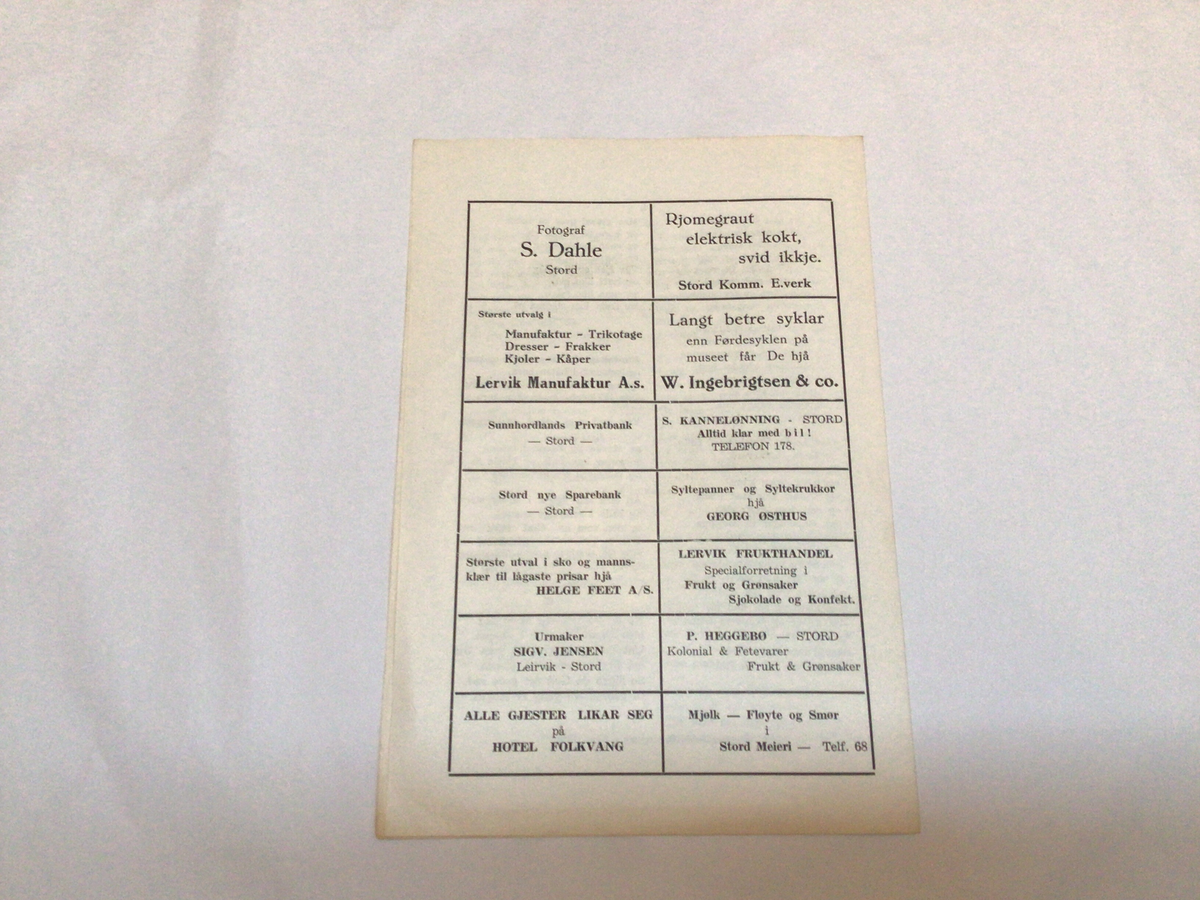 Fotograf
S. Dahle
Stord
Rjomegraut
elektrisk kokt,
svid ikkje.
Stord Komm. E.verk
Største utvalg i
Manufaktur - Trikotage
Dresser - Frakker
Kjoler - Kåper
Lervik Manufaktur A.s.
Langt betre syklar
enn Førdesyklen på
museet får De hjå
W. Ingebrigtsen & co.
Sunnhordlands Privatbank
— Stord —
S. KANNELØNNING - STORD
Alltid klar med bil!
TELEFON 178.
Stord nye Sparebank
— Stord —
Syltepanner og Syltekrukkor
hjå
GEORG ØSTHUS
Største utval i sko og manns-
klær til lågaste prisar hjå
HELGE FEET A/S.
LERVIK FRUKTHANDEL
Specialforretning i
Frukt og Grønsaker
Sjokolade og Konfekt.
Urmaker
SIGV. JENSEN
Leirvik - Stord
P. HEGGEBØ — STORD
Kolonial & Fetevarer
Frukt & Grønsaker
ALLE GJESTER LIKAR SEG
på
HOTEL FOLKVANG
Mjølk — Fløyte og Smør
i
Stord Meieri — Telf. 68